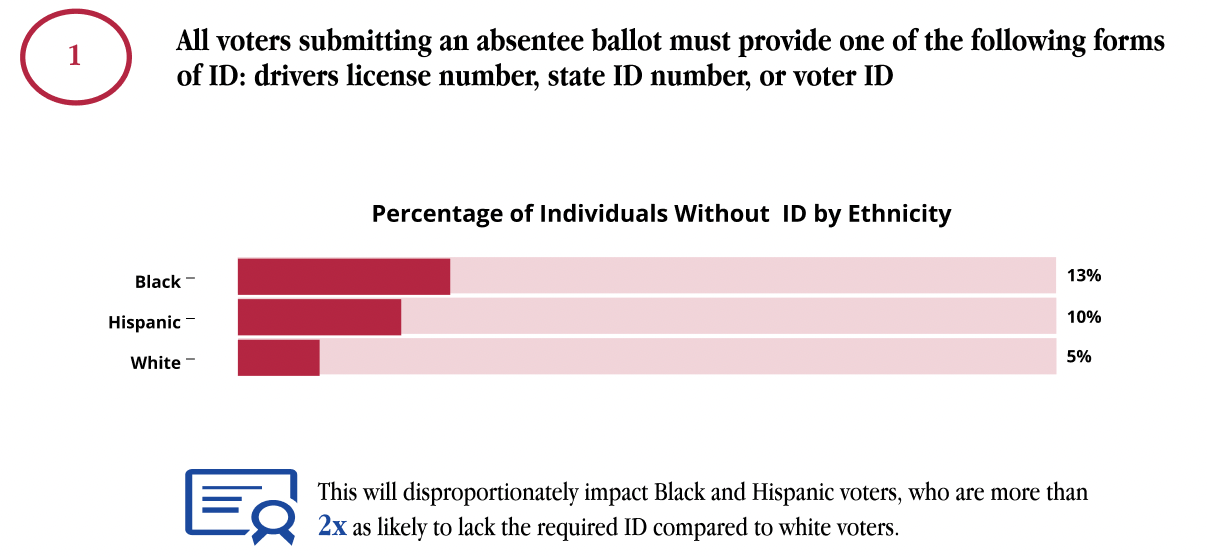 1
All voters submitting an absentee ballot must provide one of the following forms
of ID: drivers license number, state ID number, or voter ID
Percentage of Individuals Without ID by Ethnicity
Black 13%
Hispanic 10%
White 5%
This will disproportionately impact Black and Hispanic voters, who are more than
2x as likely to lack the required ID compared to white voters.